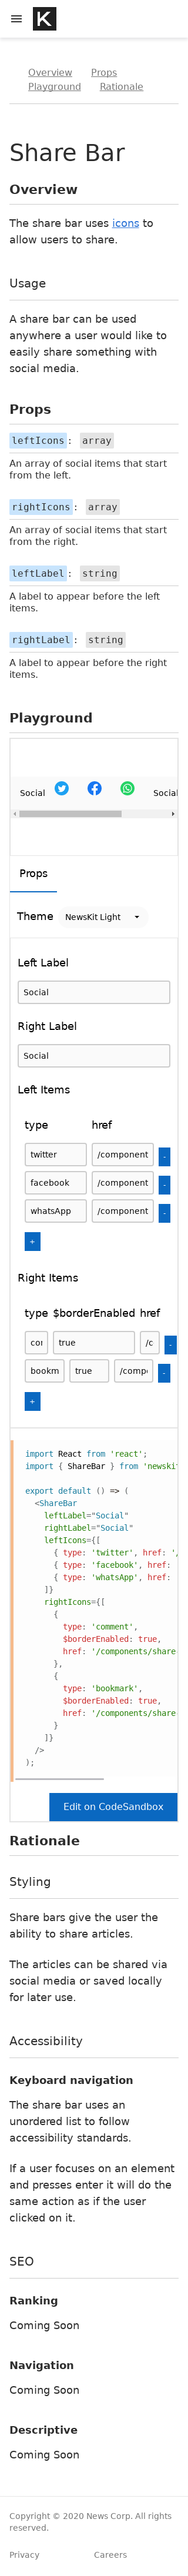 K
Overview Props
Playground Rationale
Share Bar
Overview
The share bar uses icons to
allow users to share.
Usage
A share bar can be used
anywhere a user would like to
easily share something with
social media.
Props
leftIcons: array
An array of social items that start
from the left.
rightIcons: array
An array of social items that start
from the right.
leftLabel: string
A label to appear before the left
items.
rightLabel: string
A label to appear before the right
items.
Playground
Social Social
Props
Theme NewsKit Light
Left Label
Social
Right Label
Social
Left Items
type href
twitter /component -
facebook /component -
whatsApp /component -
+
Right Items
type $borderEnabled href
cor true /c -
bookm true /compo -
+
import React from 'react';
import { ShareBar } from 'newskit
export default () => (
<ShareBar
leftLabel="Social"
rightLabel="Social"
leftIcons={[
{ type: 'twitter', href: '/
{ type: 'facebook', href:
{ type: 'whatsApp', href:
]}
rightIcons={[
{
type: 'comment',
$borderEnabled: true,
href: '/components/share
},
{
type: 'bookmark',
$borderEnabled: true,
href: '/components/share
}
]}
/>
);
Edit on CodeSandbox
Rationale
Styling
Share bars give the user the
ability to share articles.
The articles can be shared via
social media or saved locally
for later use.
Accessibility
Keyboard navigation
The share bar uses an
unordered list to follow
accessibility standards.
If a user focuses on an element
and presses enter it will do the
same action as if the user
clicked on it.
SEO
Ranking
Coming Soon
Navigation
Coming Soon
Descriptive
Coming Soon
Copyright © 2020 News Corp. All rights
reserved.
Privacy Careers